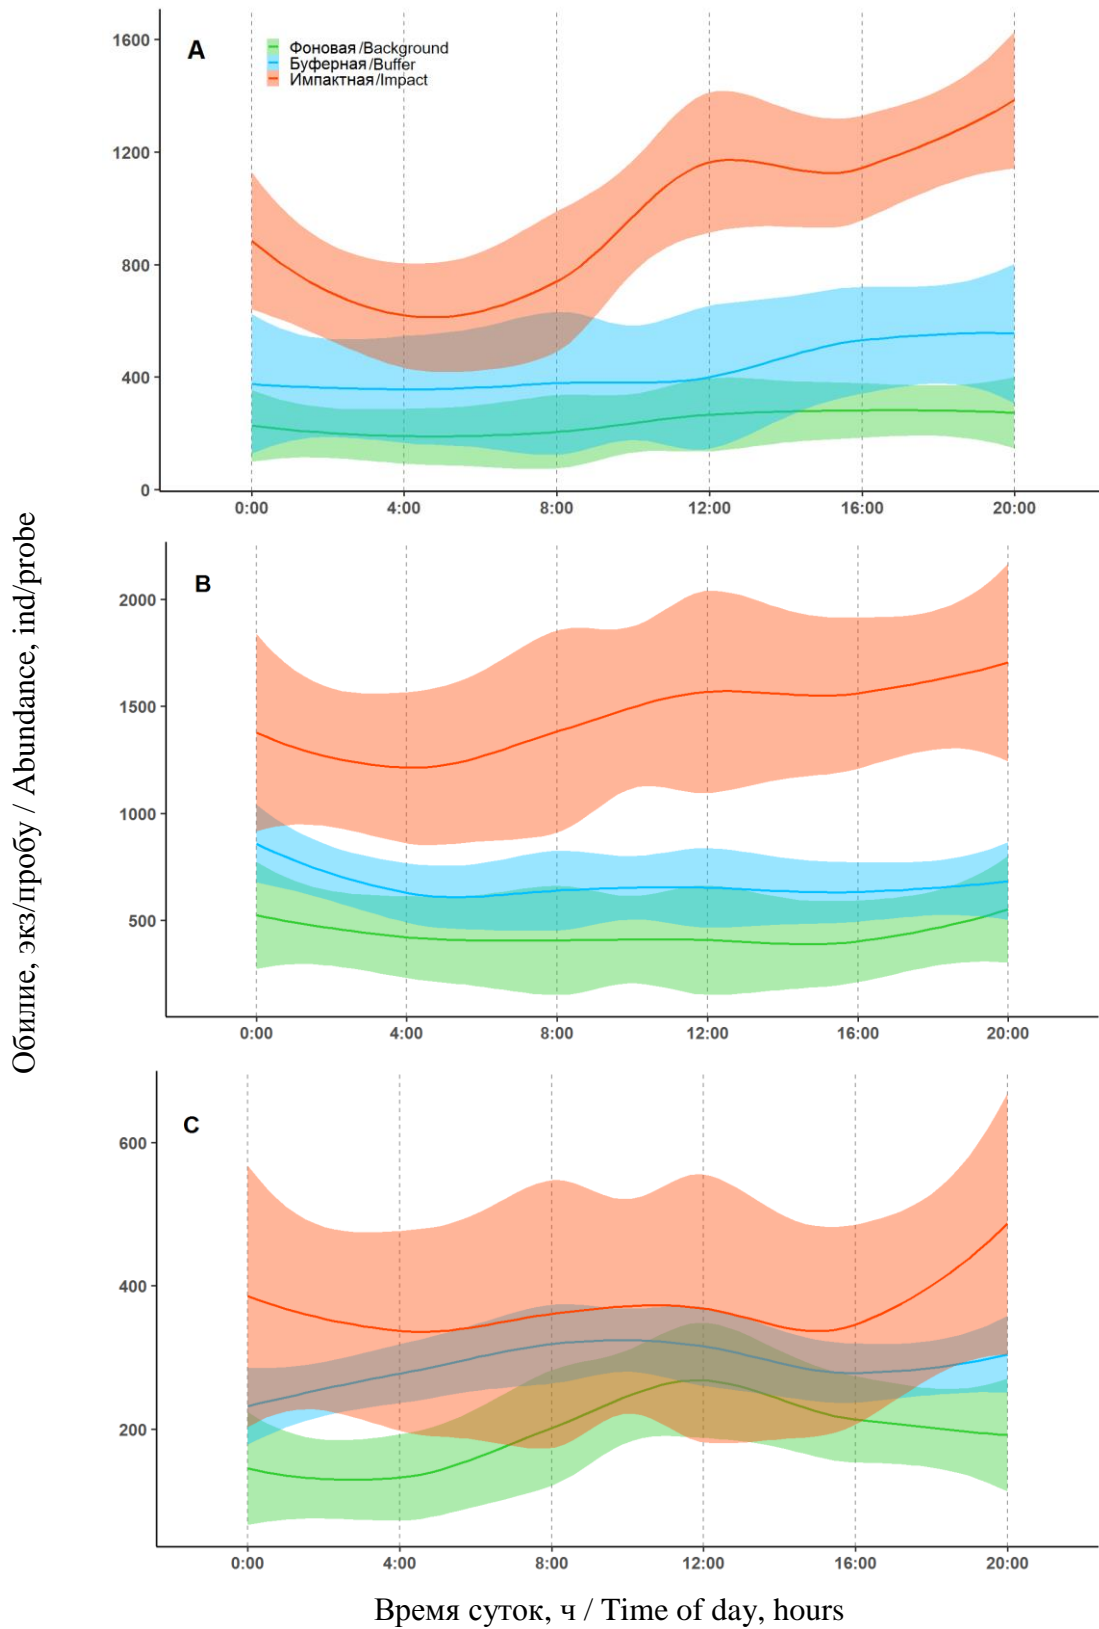 Обилие, экз/пробу / Abundance, ind/probe
A
Фоновая/Background
Буферная/Buffer
Импактная/Impact
1600
1200
800
400
0
0:00 4:00 8:00 12:00 16:00 20:00
B
2000
1500
1000
500
0:00 4:00 8:00 12:00 16:00 20:00
C
600
400
200
0:00 4:00 8:00 12:00 16:00 20:00
Время суток, ч / Time of day, hours